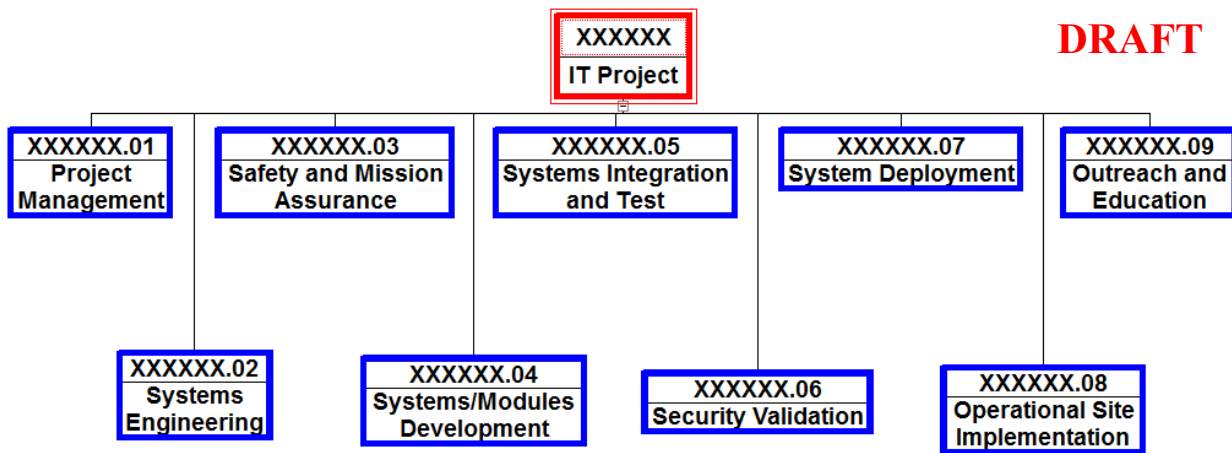 XXXXXX
IT Project
DRAFT
XXXXXX.01
Project
Management
XXXXXX.03
Safety and Mission
Assurance
XXXXXX.05
Systems Integration
and Test
XXXXXX.07
System Deployment
XXXXXX.09
Outreach and
Education
XXXXXX.02
Systems
Engineering
XXXXXX.04
Systems/Modules
Development
XXXXXX.06
Security Validation
XXXXXX.08
Operational Site
Implementation